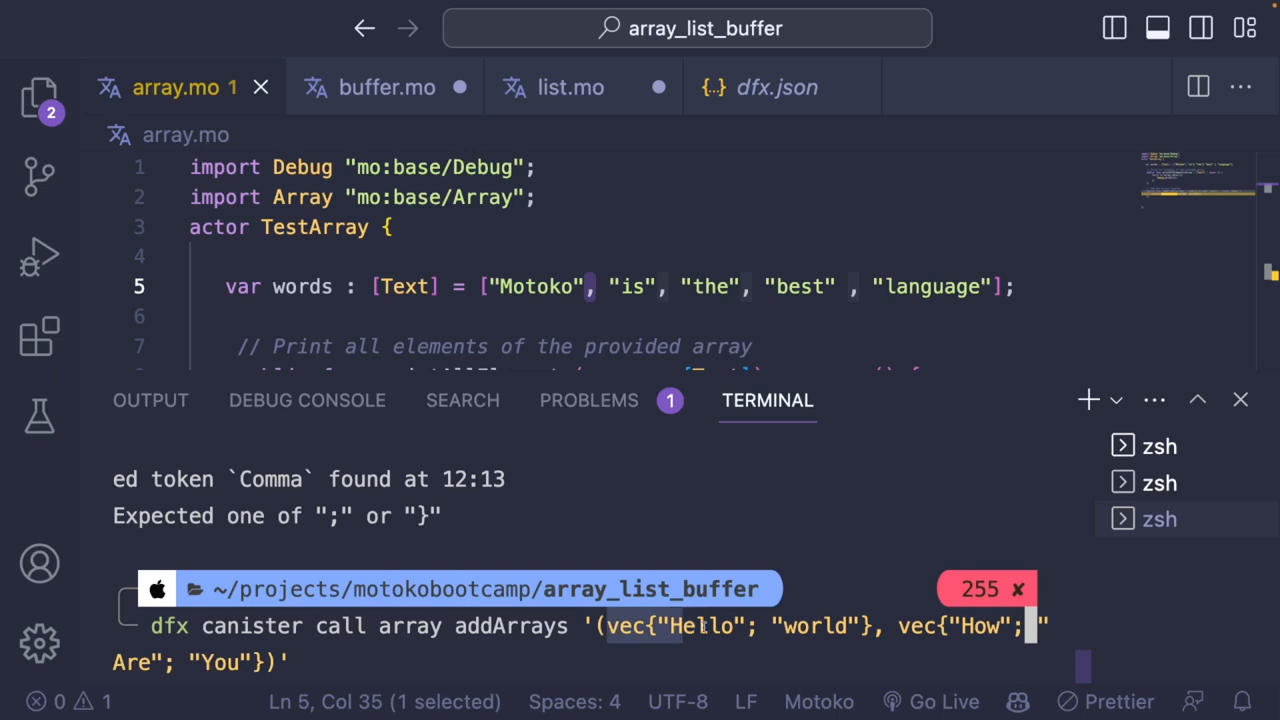 array_list_buffer
array.mo 1
buffer.mo
list.mo
{..} dfx.json
2
array.mo
1 import Debug "mo:base/Debug";
2 import Array "mo:base/Array";
3 actor TestArray {
4
5 var words : [Text] = ["Motoko", "is", "the", "best" , "language"];
6
7 // Print all elements of the provided array
OUTPUT DEBUG CONSOLE SEARCH PROBLEMS 1 TERMINAL
zsh
zsh
zsh
ed token `Comma` found at 12:13
Expected one of ";" or "}"
~/projects/motokobootcamp/array_list_buffer 255 ✘
dfx canister call array addArrays '(vec{"Hello"; "world"}, vec{"How"; "
Are"; "You"})'
0 1 Ln 5, Col 35 (1 selected) Spaces: 4 UTF-8 LF Motoko Go Live Prettier